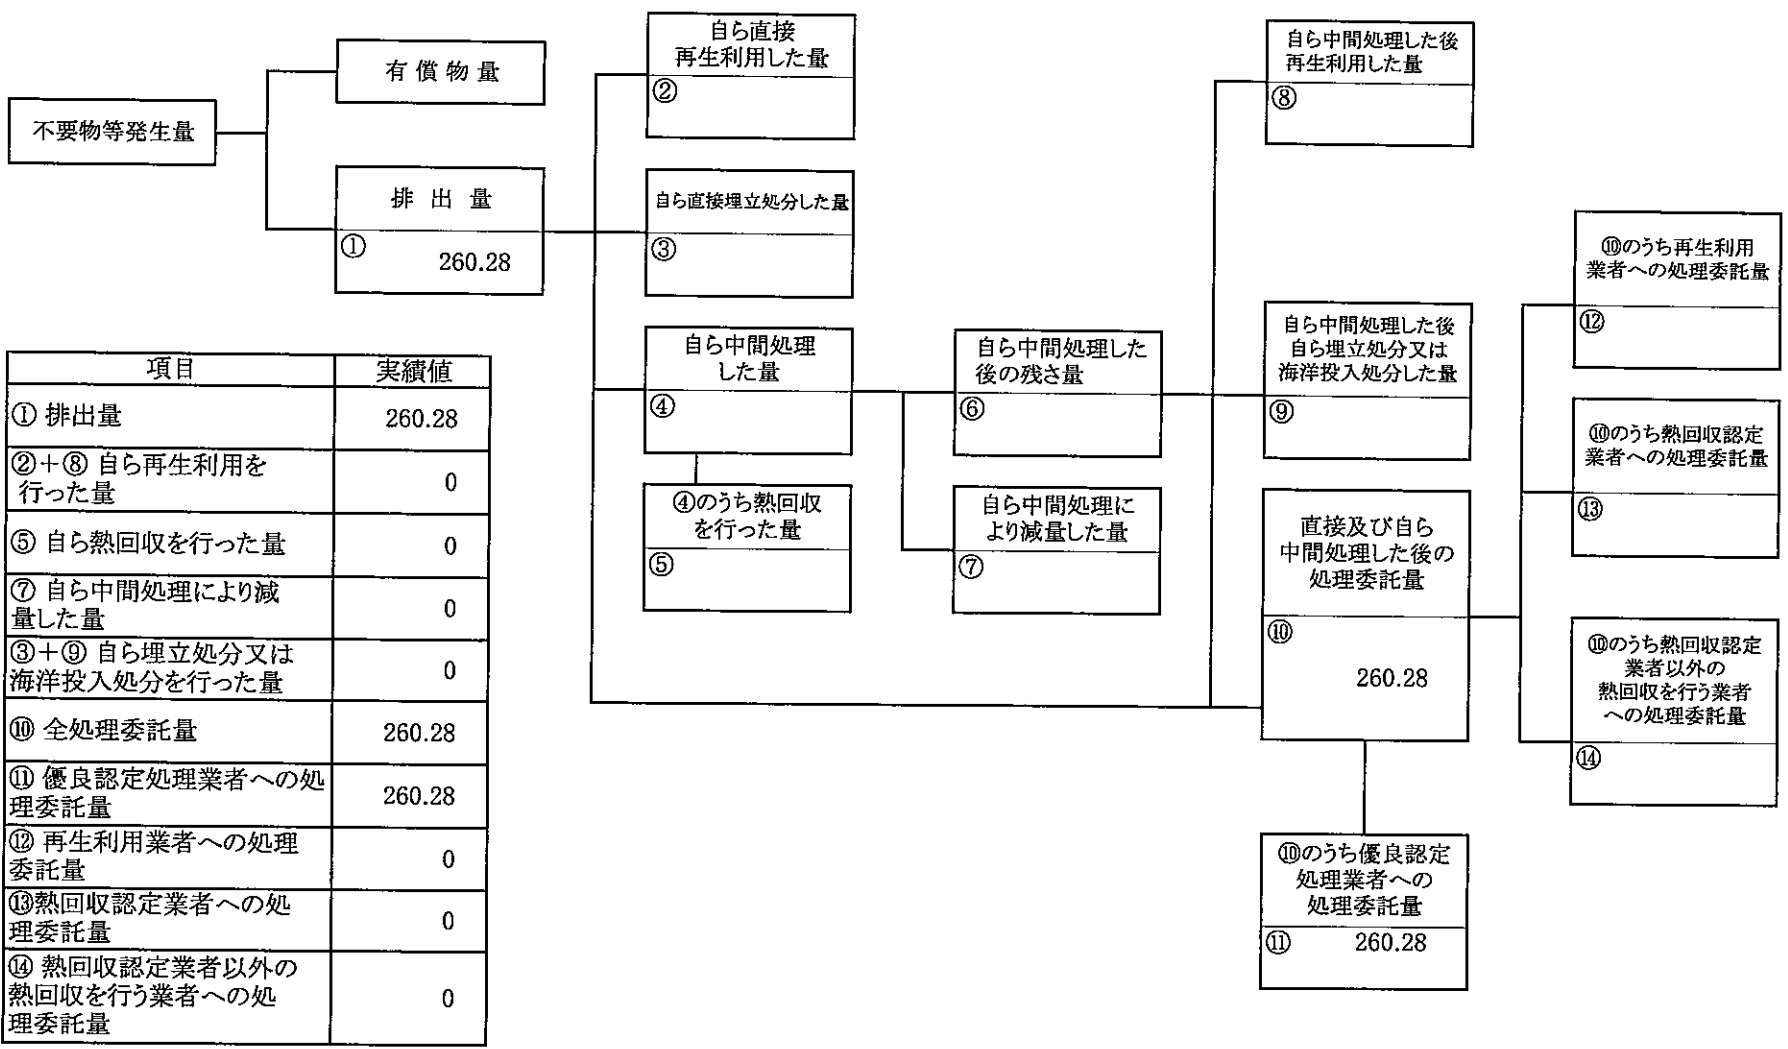 不要物等発生量
有 償 物 量
排 出 量
①
260.28
自ら直接
再生利用した量
②
自ら直接埋立処分した量
③
自ら中間処理
した量
④
④のうち熱回収
を行った量
⑤
自ら中間処理した
後の残さ量
⑥
自ら中間処理に
より減量した量
⑦
自ら中間処理した後
再生利用した量
⑧
自ら中間処理した後
自ら埋立処分又は
海洋投入処分した量
⑨
直接及び自ら
中間処理した後の
処理委託量
⑩
260.28
⑩のうち優良認定
処理業者への
処理委託量
⑪ 260.28
⑩のうち再生利用
業者への処理委託量
⑫
⑩のうち熱回収認定
業者への処理委託量
⑬
⑩のうち熱回収認定
業者以外の
熱回収を行う業者
への処理委託量
⑭
項目 実績値
① 排出量 260.28
②+⑧ 自ら再生利用を
行った量 0
⑤ 自ら熱回収を行った量 0
⑦ 自ら中間処理により減
量した量 0
③+⑨ 自ら埋立処分又は
海洋投入処分を行った量 0
⑩ 全処理委託量 260.28
⑪ 優良認定処理業者への処
理委託量 260.28
⑫ 再生利用業者への処理
委託量 0
⑬熱回収認定業者への処
理委託量 0
⑭ 熱回収認定業者以外の
熱回収を行う業者への処
理委託量 0